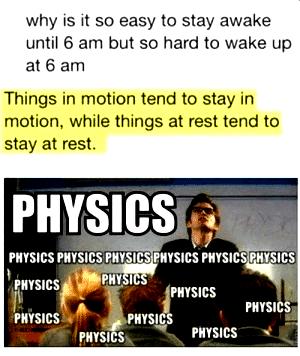 why is it so easy to stay awake
until 6 am but so hard to wake up
at 6 am
Things in motion tend to stay in
motion, while things at rest tend to
stay at rest.
PHYSICS
PHYSICS PHYSICS PHYSICS PHYSICS PHYSICS PHYSICS
PHYSICS PHYSICS PHYSICS
PHYSICS
PHYSICS PHYSICS
PHYSICS PHYSICS